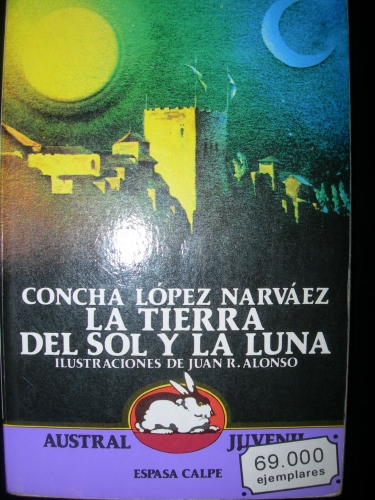 CONCHA LÓPEZ NARVÁEZ
LA TIERRA
DEL SOL Y LA LUNA
ILUSTRACIONES DE JUAN R. ALONSO
AUSTRAL JUVENIL
69.000
ejemplares
ESPASA CALPE